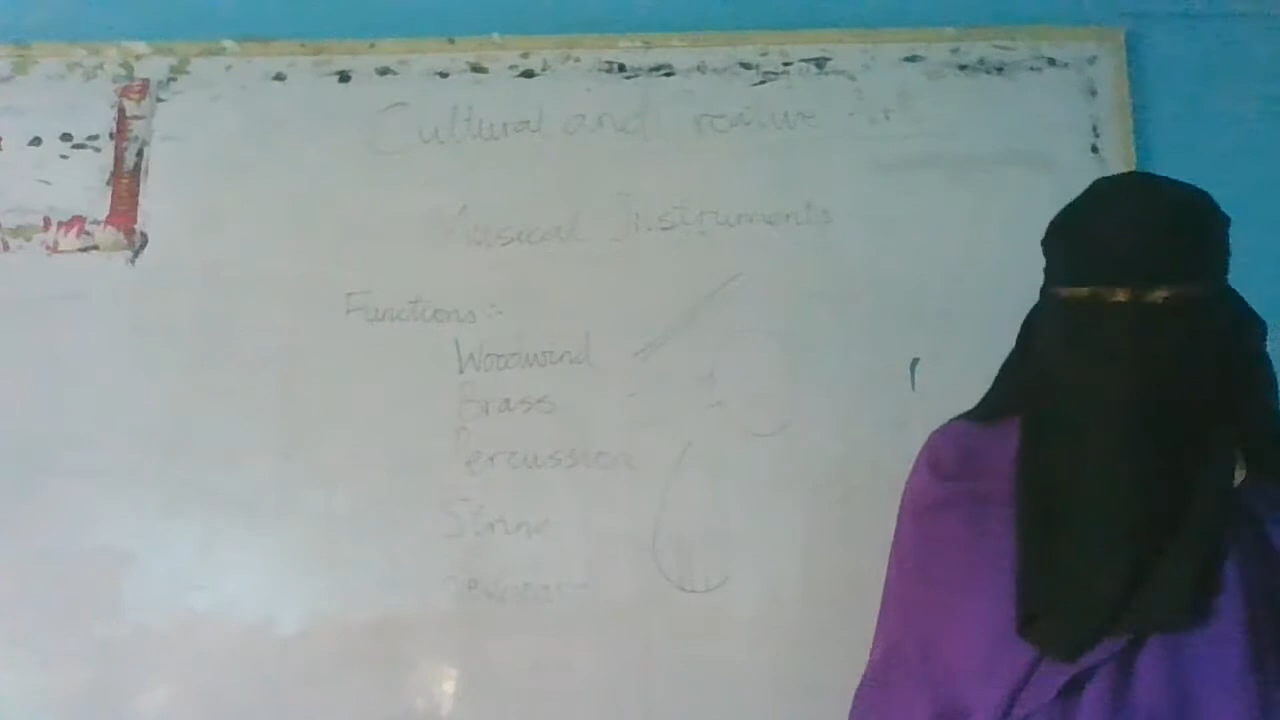 Cultural and
Musical Instruments
Functions:-
Woodwind
Brass
Percussion